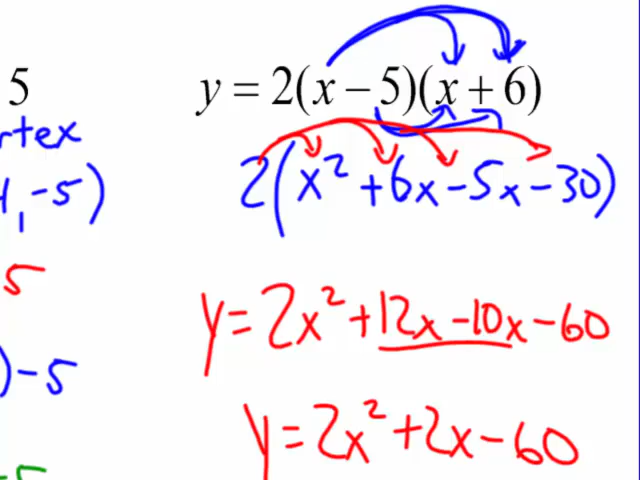 5
y = 2(x − 5)(x + 6)
2(x² + 6x − 5x − 30)
, −5)
5
y = 2x² + 12x − 10x − 60
) − 5
y = 2x² + 2x − 60